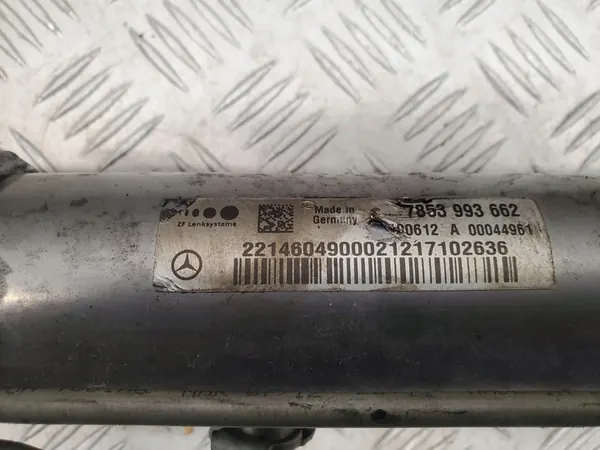 ZF Lenksysteme
Made in
Germany
7853 993 662
00612 A 00044961
2214604900021217102636